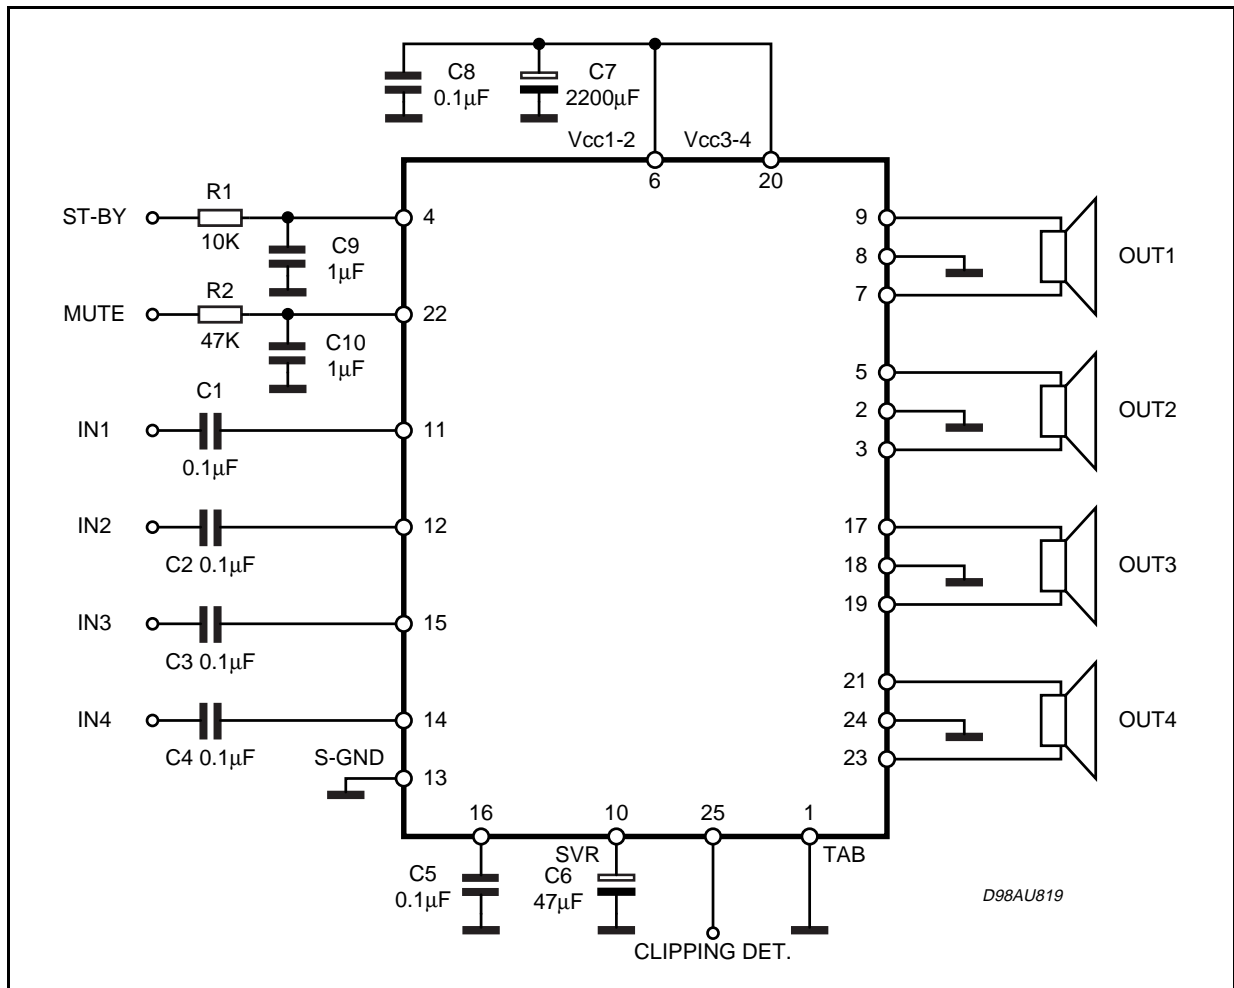 C8
0.1µF
C7
2200µF
Vcc1-2
Vcc3-4
6
20
ST-BY
R1
10K
4
C9
1µF
MUTE
R2
47K
22
C10
1µF
IN1
C1
0.1µF
11
IN2
C2 0.1µF
12
IN3
C3 0.1µF
15
IN4
C4 0.1µF
14
S-GND
13
9
8
7
OUT1
5
2
3
OUT2
17
18
19
OUT3
21
24
23
OUT4
16
10
25
1
C5
0.1µF
SVR
C6
47µF
TAB
CLIPPING DET.
D98AU819